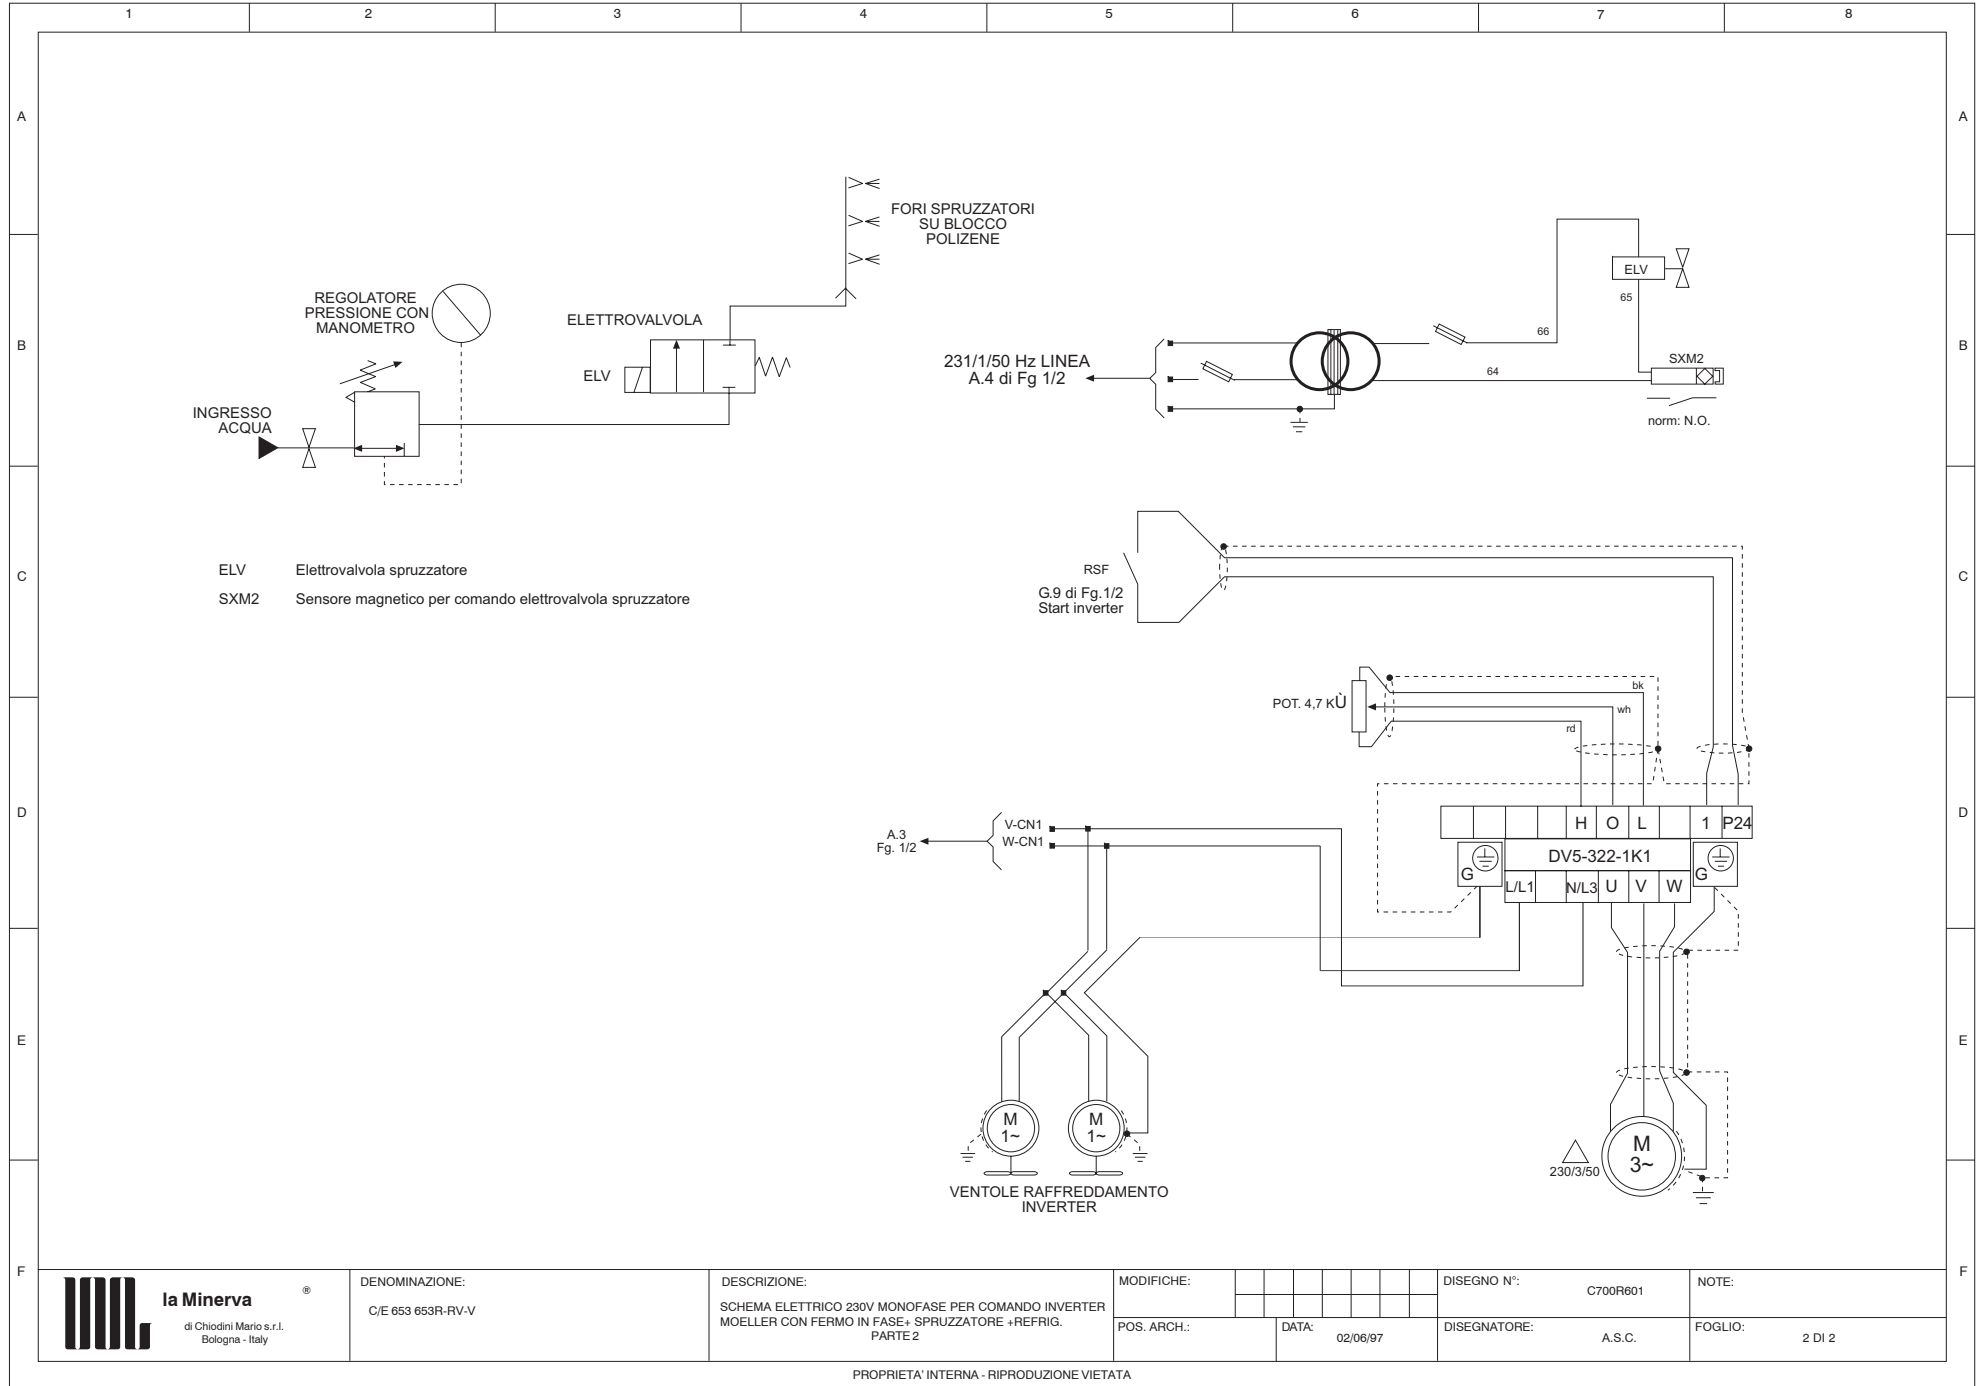 1 2 3 4 5 6 7 8
A A
FORI SPRUZZATORI
SU BLOCCO
POLIZENE
REGOLATORE
PRESSIONE CON
MANOMETRO
ELETTROVALVOLA
ELV
INGRESSO
ACQUA
B B
231/1/50 Hz LINEA
A.4 di Fg 1/2
ELV
65
66
64
SXM2
norm: N.O.
C C
ELV Elettrovalvola spruzzatore
SXM2 Sensore magnetico per comando elettrovalvola spruzzatore
RSF
G.9 di Fg.1/2
Start inverter
POT. 4,7 KÙ
bk
wh
rd
D D
A.3
Fg. 1/2
V-CN1
W-CN1
H O L 1 P24
DV5-322-1K1
G G
L/L1 N/L3 U V W
E E
M
1~
M
1~
M
3~
230/3/50
VENTOLE RAFFREDDAMENTO
INVERTER
F F
la Minerva ®
di Chiodini Mario s.r.l.
Bologna - Italy
DENOMINAZIONE:
C/E 653 653R-RV-V
DESCRIZIONE:
SCHEMA ELETTRICO 230V MONOFASE PER COMANDO INVERTER
MOELLER CON FERMO IN FASE+ SPRUZZATORE +REFRIG.
PARTE 2
MODIFICHE:
POS. ARCH.:
DATA:
02/06/97
DISEGNO N°:
C700R601
DISEGNATORE:
A.S.C.
NOTE:
FOGLIO:
2 DI 2
PROPRIETA' INTERNA - RIPRODUZIONE VIETATA